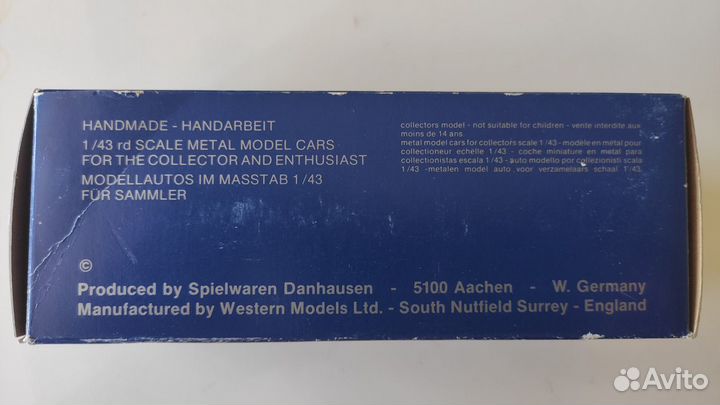 HANDMADE - HANDARBEIT
1/43 rd SCALE METAL MODEL CARS
FOR THE COLLECTOR AND ENTHUSIAST
MODELLAUTOS IM MASSTAB 1/43
FÜR SAMMLER
collectors model - not suitable for children - vente interdite aux
moins de 14 ans.
metal model cars for collectors scale 1/43 - modèle en métal pour
collectioneur échelle 1/43 - coche miniature en metal para
collectionistas escala 1/43 - auto modello por collezionisti scala
1/43 -metalen model auto voor verzamelaars schaal 1/43.
©
Produced by Spielwaren Danhausen - 5100 Aachen - W. Germany
Manufactured by Western Models Ltd. - South Nutfield Surrey - England
Avito